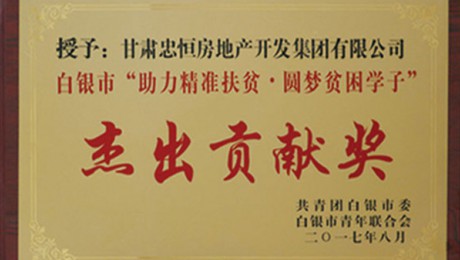 授予：甘肃忠恒房地产开发集团有限公司
白银市“助力精准扶贫·圆梦贫困学子”
杰出贡献奖
共青团白银市委
白银市青年联合会
二〇一七年八月